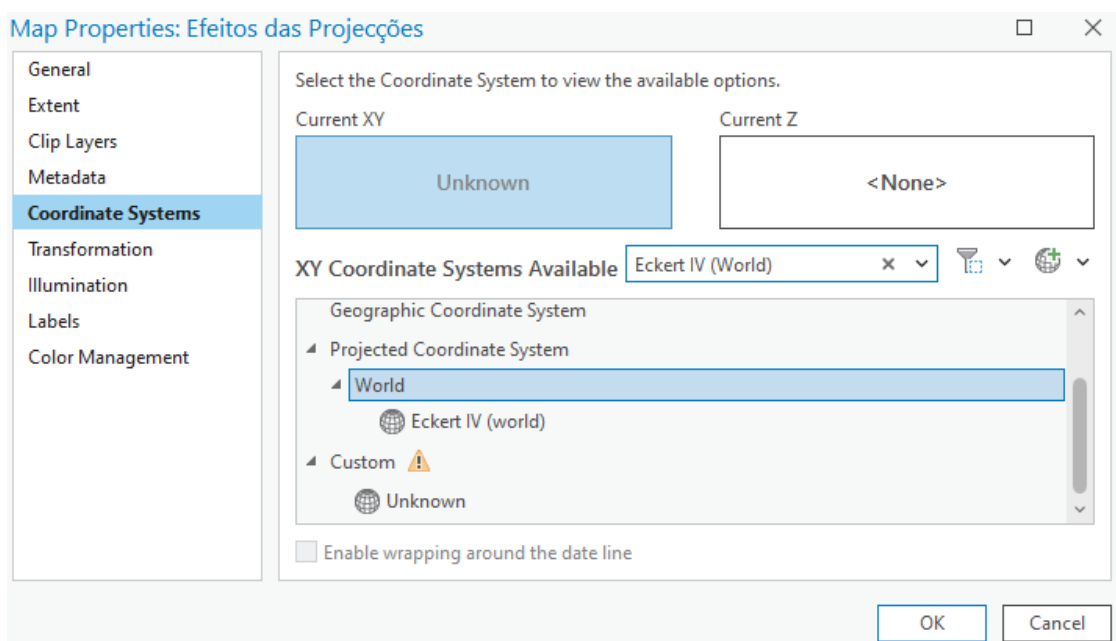 Map Properties: Efeitos das Projecções
General
Extent
Clip Layers
Metadata
Coordinate Systems
Transformation
Illumination
Labels
Color Management
Select the Coordinate System to view the available options.
Current XY
Current Z
Unknown
<None>
XY Coordinate Systems Available
Eckert IV (World)
Geographic Coordinate System
Projected Coordinate System
World
Eckert IV (world)
Custom
Unknown
Enable wrapping around the date line
OK
Cancel